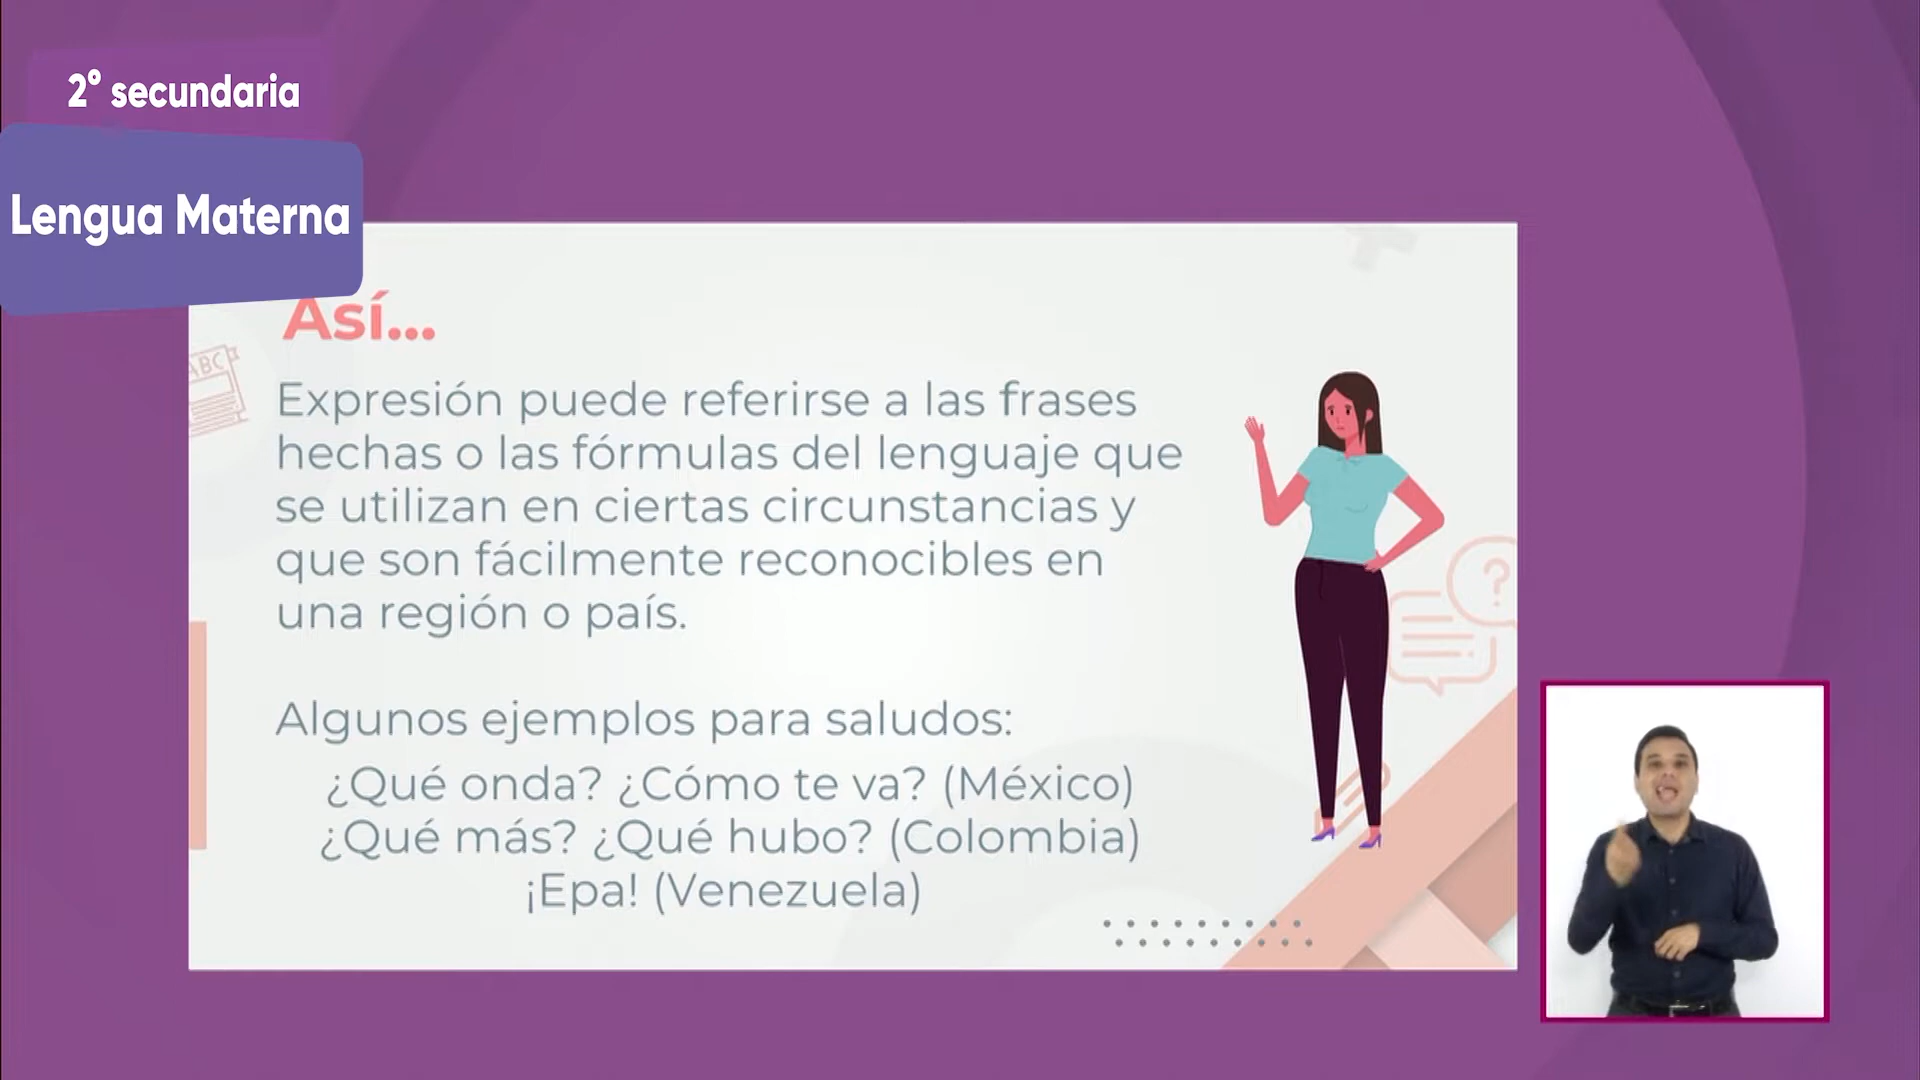 2° secundaria
Lengua Materna
Así...
ABC
Expresión puede referirse a las frases
hechas o las fórmulas del lenguaje que
se utilizan en ciertas circunstancias y
que son fácilmente reconocibles en
una región o país.
Algunos ejemplos para saludos:
¿Qué onda? ¿Cómo te va? (México)
¿Qué más? ¿Qué hubo? (Colombia)
¡Epa! (Venezuela)
?